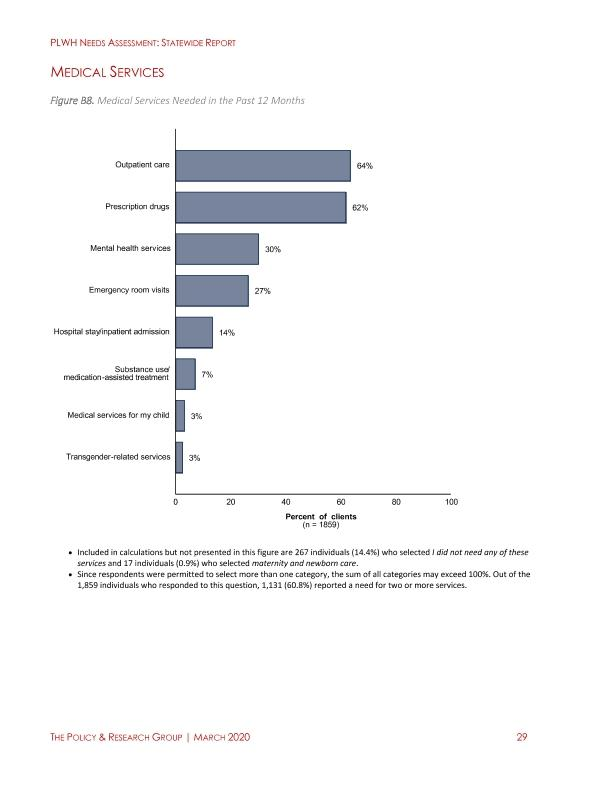 PLWH NEEDS ASSESSMENT: STATEWIDE REPORT
MEDICAL SERVICES
Figure B8. Medical Services Needed in the Past 12 Months
Outpatient care
64%
Prescription drugs
62%
Mental health services
30%
Emergency room visits
27%
Hospital stay/inpatient admission
14%
Substance use/
medication-assisted treatment
7%
Medical services for my child
3%
Transgender-related services
3%
0 20 40 60 80 100
Percent of clients
(n = 1859)
• Included in calculations but not presented in this figure are 267 individuals (14.4%) who selected I did not need any of these
services and 17 individuals (0.9%) who selected maternity and newborn care.
• Since respondents were permitted to select more than one category, the sum of all categories may exceed 100%. Out of the
1,859 individuals who responded to this question, 1,131 (60.8%) reported a need for two or more services.
THE POLICY & RESEARCH GROUP | MARCH 2020 29